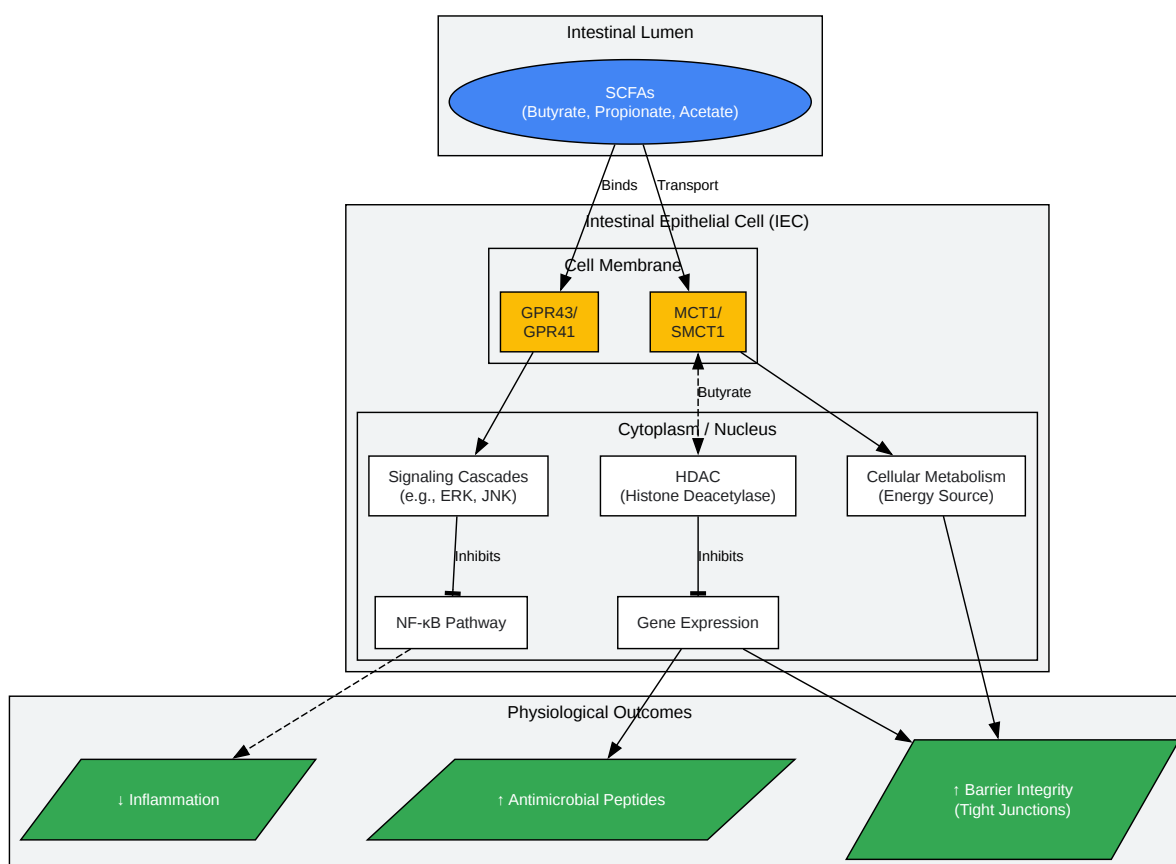 Intestinal Lumen
SCFAs
(Butyrate, Propionate, Acetate)
Binds
Transport
Intestinal Epithelial Cell (IEC)
Cell Membrane
GPR43/
GPR41
MCT1/
SMCT1
Butyrate
Cytoplasm / Nucleus
Signaling Cascades
(e.g., ERK, JNK)
HDAC
(Histone Deacetylase)
Cellular Metabolism
(Energy Source)
Inhibits
Inhibits
NF-κB Pathway
Gene Expression
Physiological Outcomes
↓ Inflammation
↑ Antimicrobial Peptides
↑ Barrier Integrity
(Tight Junctions)